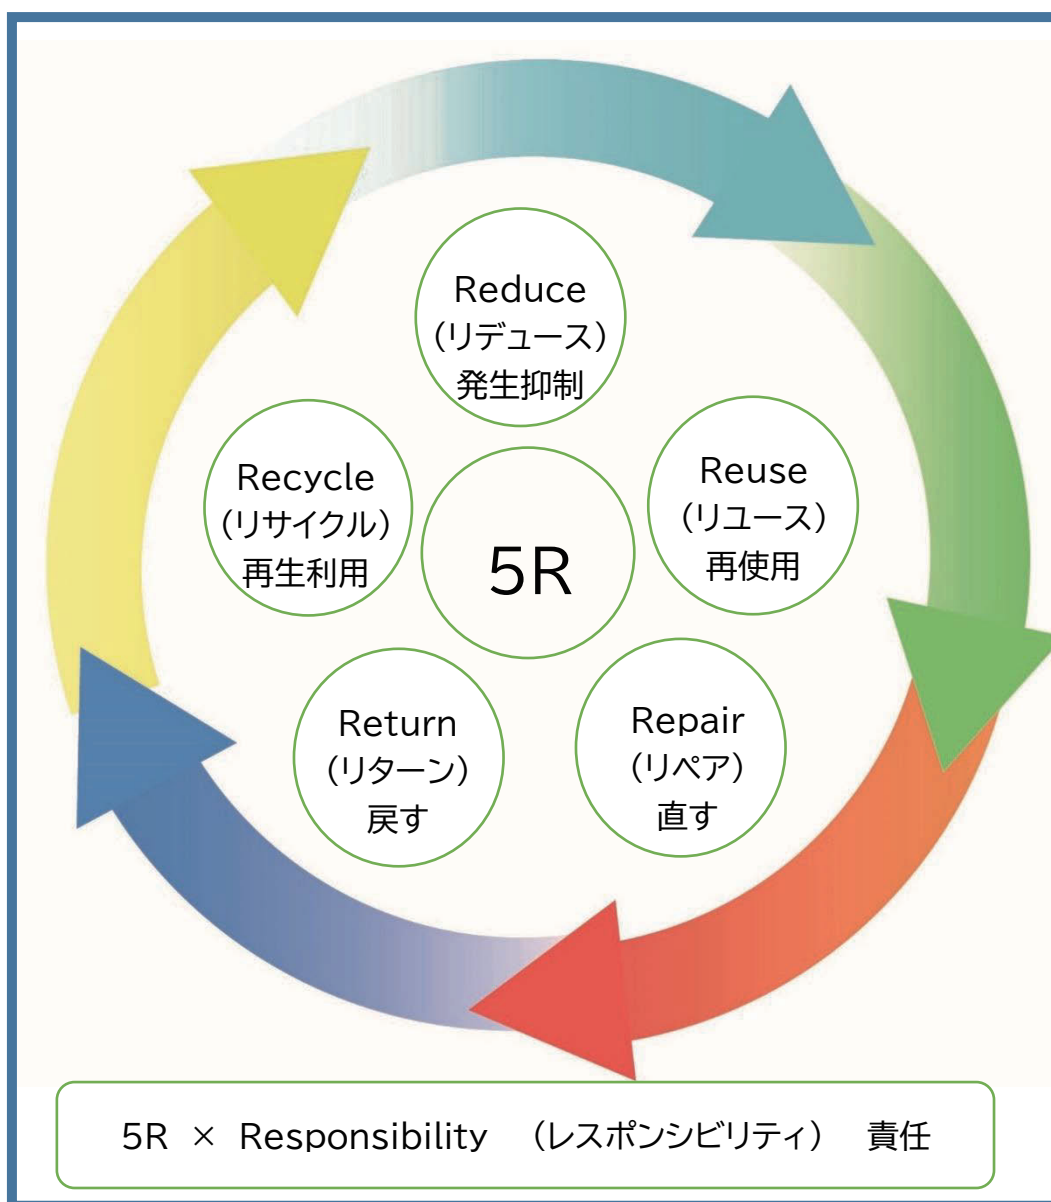 Reduce
（リデュース）
発生抑制
Recycle
（リサイクル）
再生利用
5R
Reuse
（リユース）
再使用
Return
（リターン）
戻す
Repair
（リペア）
直す
5R × Responsibility （レスポンシビリティ） 責任